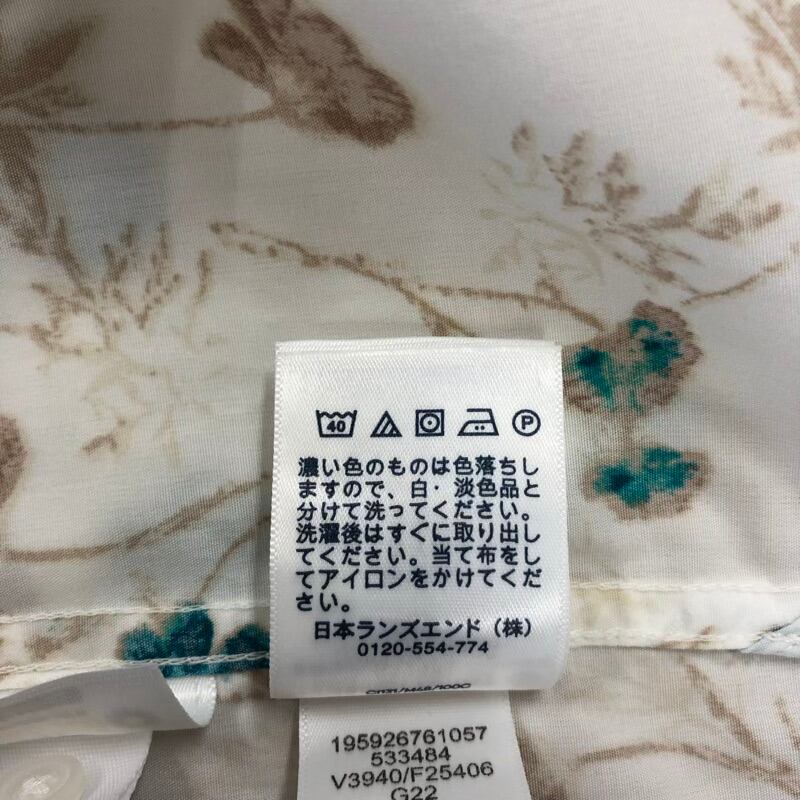 40
P
濃い色のものは色落ちし
ますので、白・淡色品と
分けて洗ってください。
洗濯後はすぐに取り出し
てください。当て布をし
てアイロンをかけてくだ
さい。
日本ランズエンド(株)
0120-554-774
195926761057
533484
V3940/F25406
G22